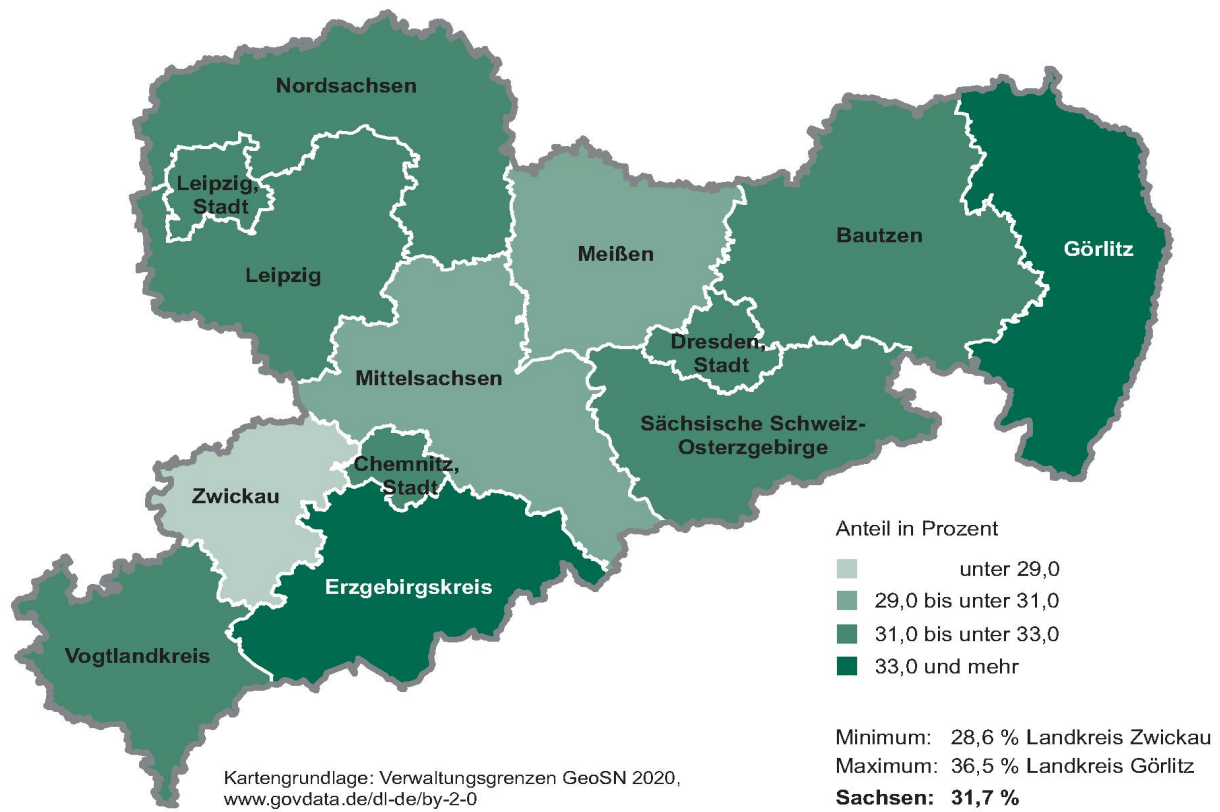 Nordsachsen
Leipzig,
Stadt
Leipzig
Meißen
Bautzen
Görlitz
Dresden,
Stadt
Mittelsachsen
Sächsische Schweiz-
Osterzgebirge
Chemnitz,
Stadt
Zwickau
Erzgebirgskreis
Vogtlandkreis
Anteil in Prozent
unter 29,0
29,0 bis unter 31,0
31,0 bis unter 33,0
33,0 und mehr
Minimum: 28,6 % Landkreis Zwickau
Maximum: 36,5 % Landkreis Görlitz
Sachsen: 31,7 %
Kartengrundlage: Verwaltungsgrenzen GeoSN 2020,
www.govdata.de/dl-de/by-2-0